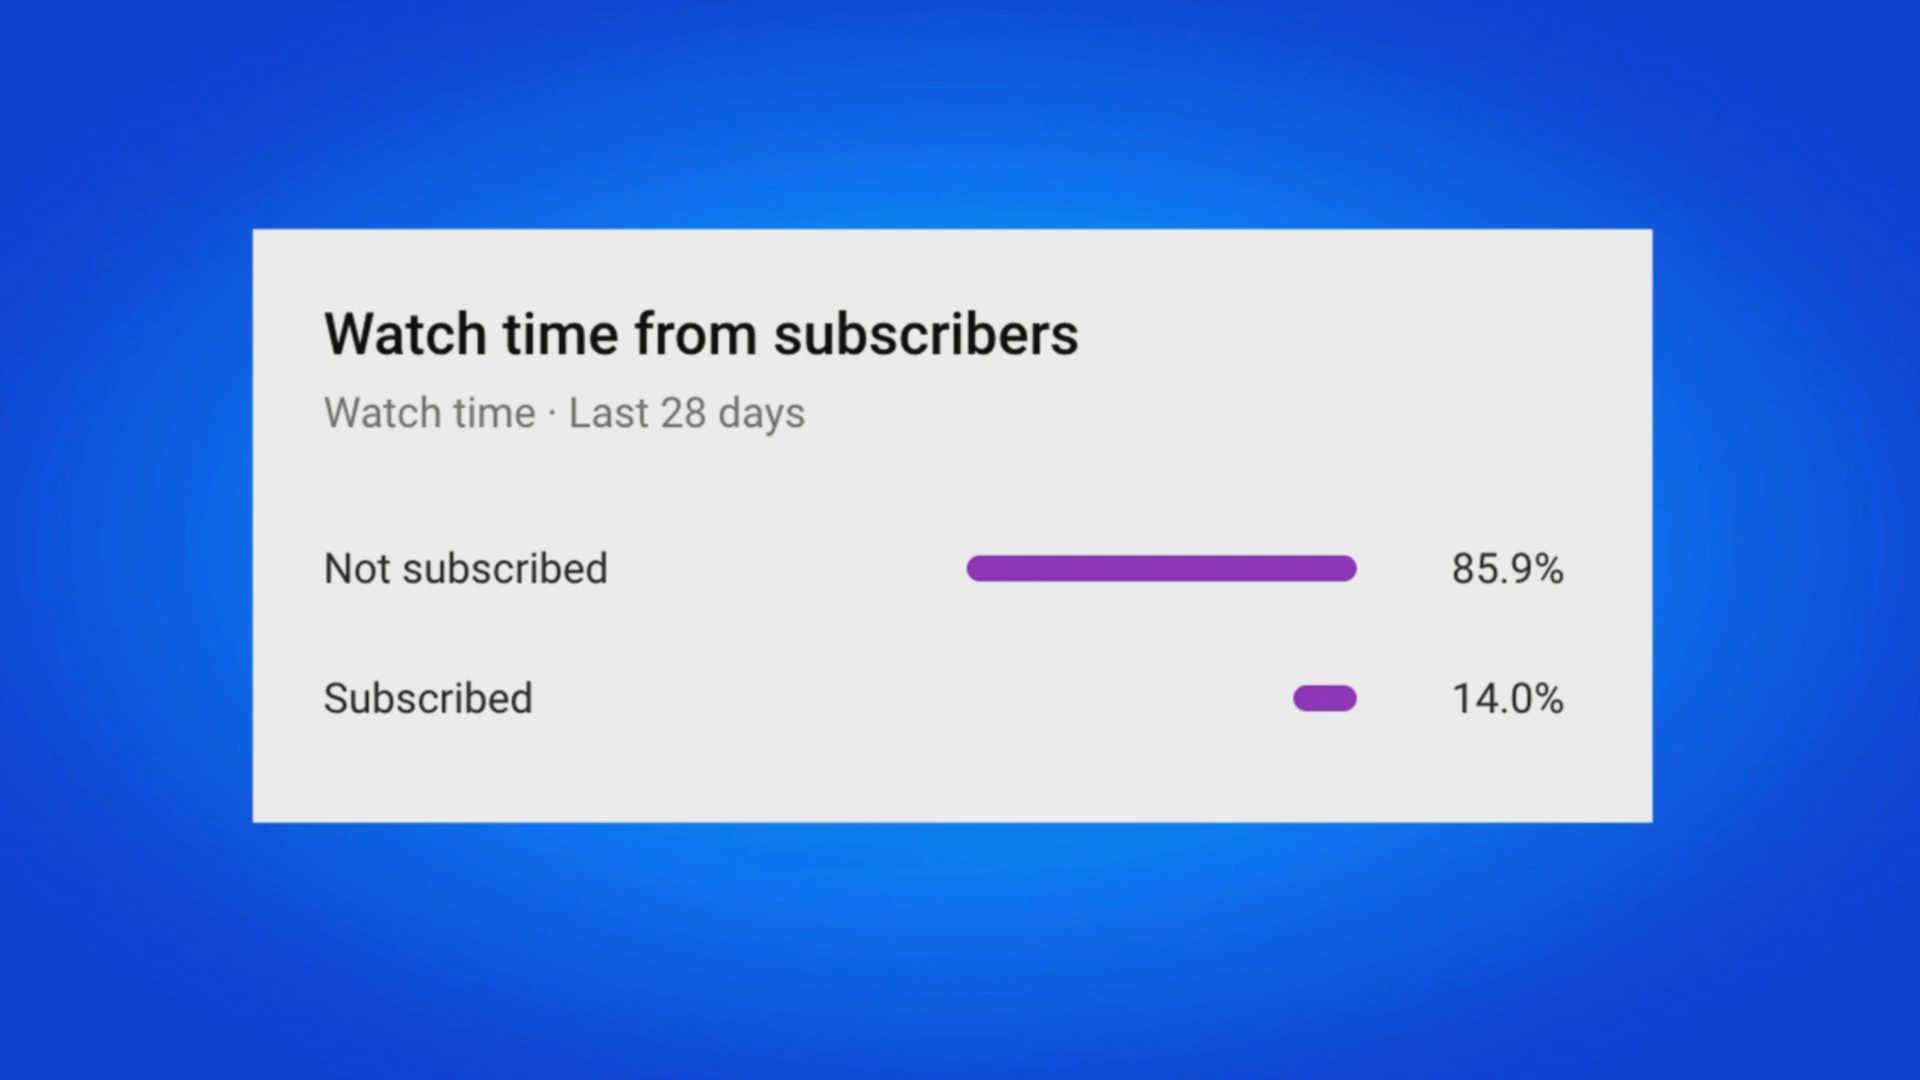 Watch time from subscribers
Watch time · Last 28 days
Not subscribed 85.9%
Subscribed 14.0%